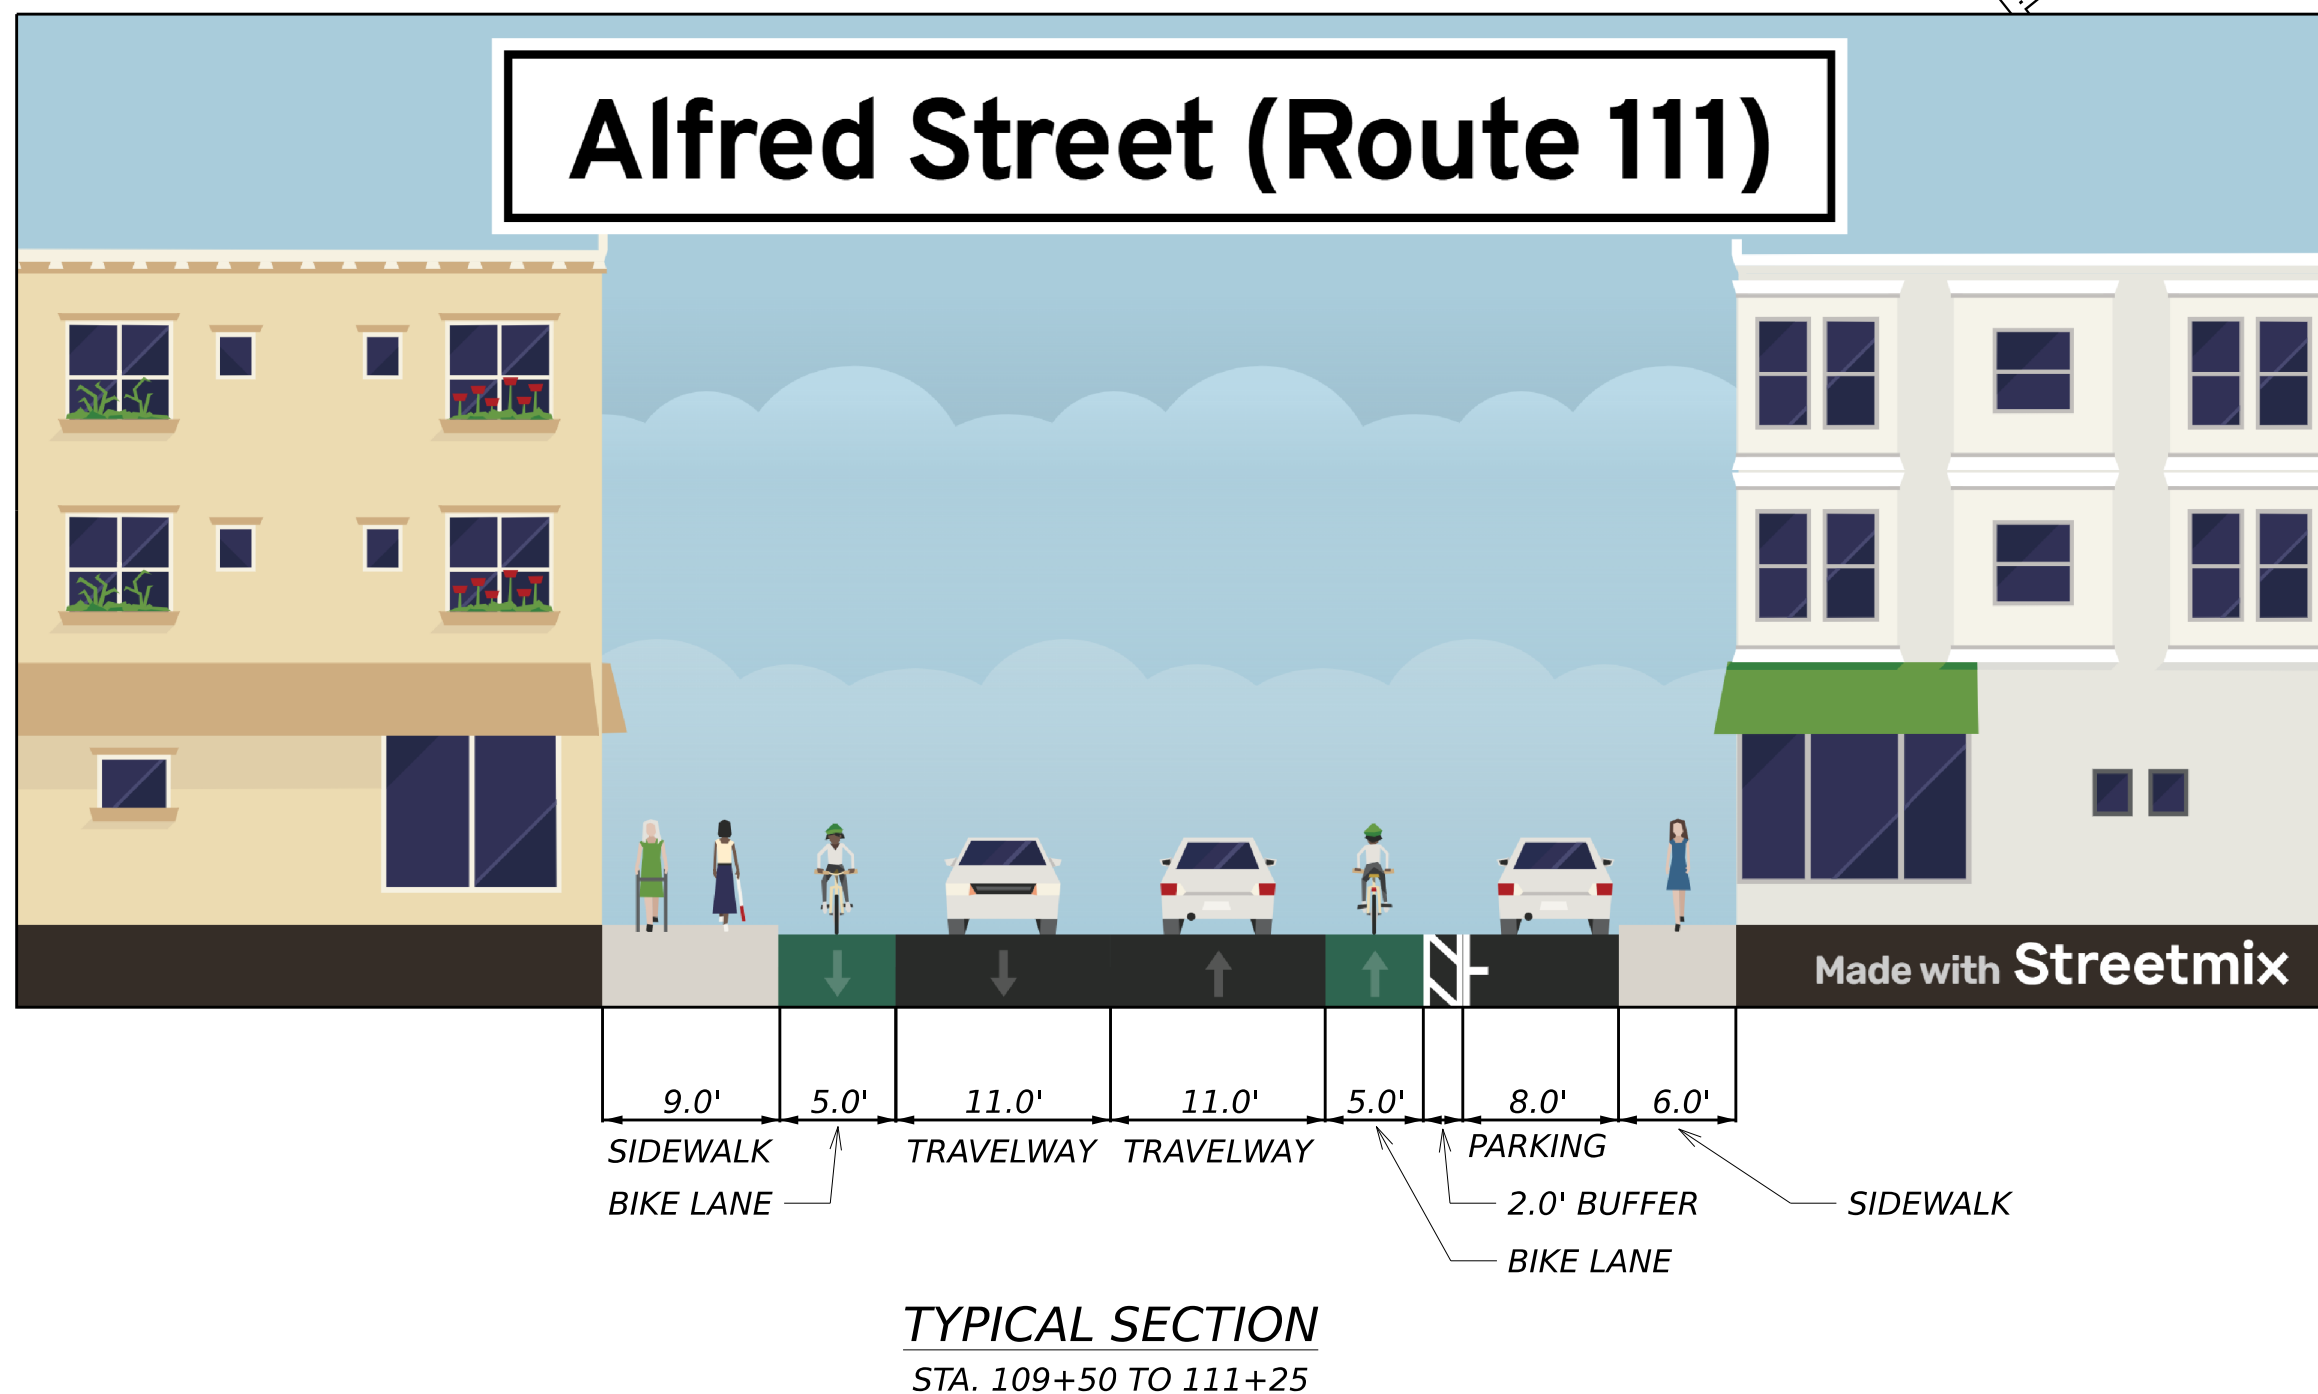 Alfred Street (Route 111)
Made with Streetmix
9.0' 5.0' 11.0' 11.0' 5.0' 8.0' 6.0'
SIDEWALK TRAVELWAY TRAVELWAY PARKING
BIKE LANE 2.0' BUFFER SIDEWALK
BIKE LANE
TYPICAL SECTION
STA. 109+50 TO 111+25